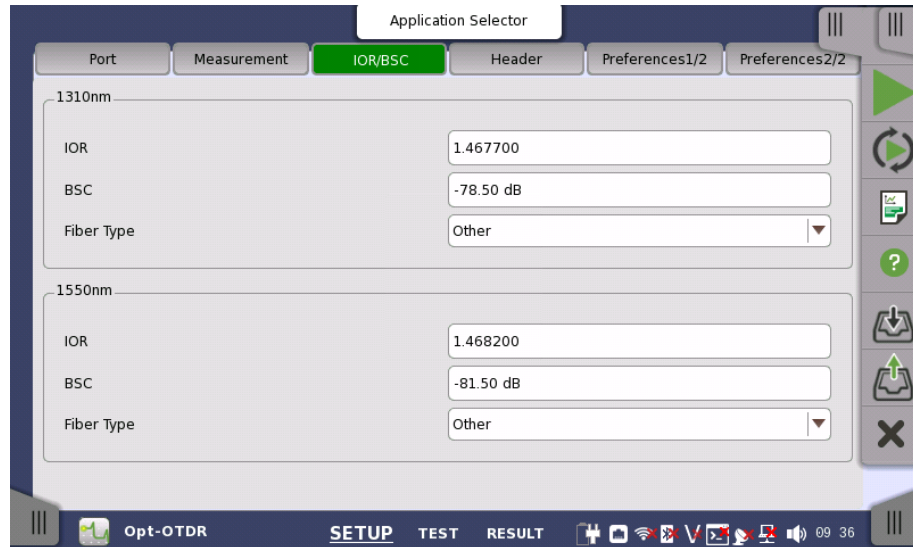 Application Selector
Port Measurement IOR/BSC Header Preferences1/2 Preferences2/2
1310nm
IOR 1.467700
BSC -78.50 dB
Fiber Type Other
1550nm
IOR 1.468200
BSC -81.50 dB
Fiber Type Other
Opt-OTDR SETUP TEST RESULT 09 36